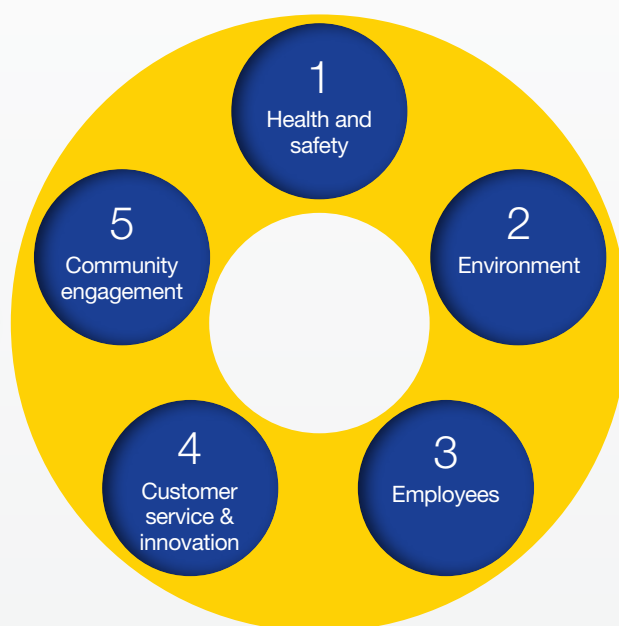 1
Health and
safety
2
Environment
3
Employees
4
Customer
service &
innovation
5
Community
engagement